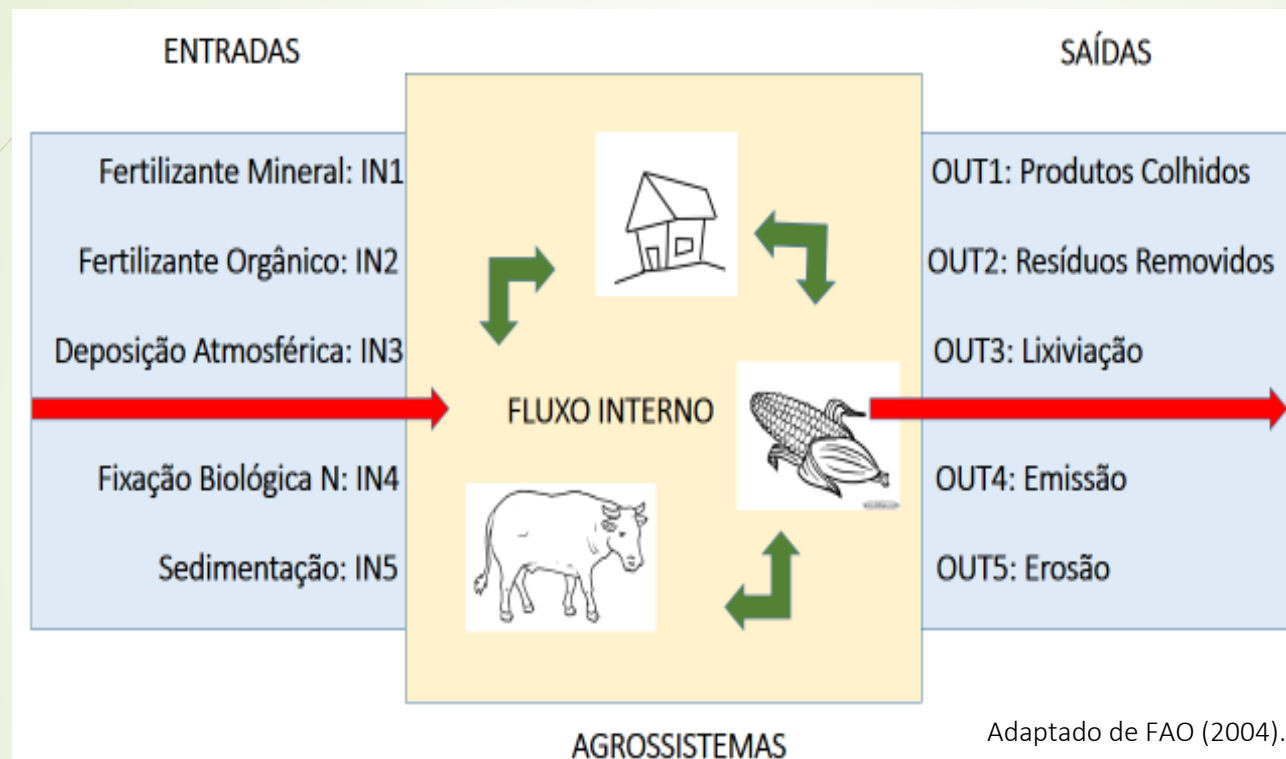 ENTRADAS
SAÍDAS
Fertilizante Mineral: IN1
Fertilizante Orgânico: IN2
Deposição Atmosférica: IN3
Fixação Biológica N: IN4
Sedimentação: IN5
FLUXO INTERNO
OUT1: Produtos Colhidos
OUT2: Resíduos Removidos
OUT3: Lixiviação
OUT4: Emissão
OUT5: Erosão
AGROSSISTEMAS
Adaptado de FAO (2004).